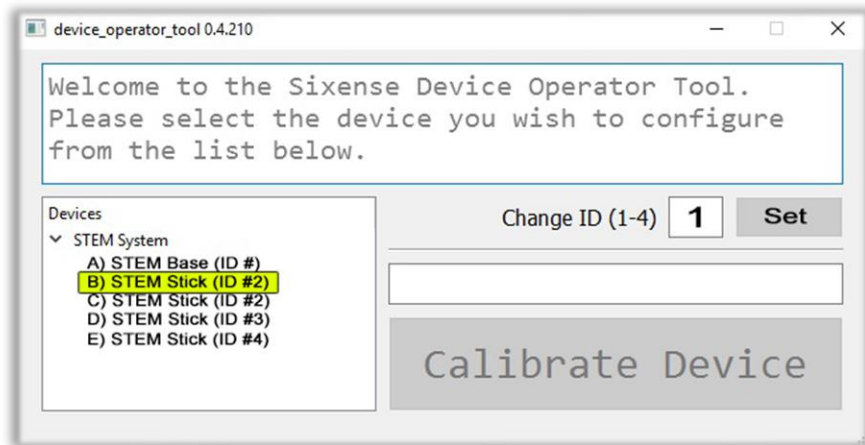 device_operator_tool 0.4.210
Welcome to the Sixense Device Operator Tool.
Please select the device you wish to configure
from the list below.
Devices
STEM System
A) STEM Base (ID #)
B) STEM Stick (ID #2)
C) STEM Stick (ID #2)
D) STEM Stick (ID #3)
E) STEM Stick (ID #4)
Change ID (1-4) 1 Set
Calibrate Device